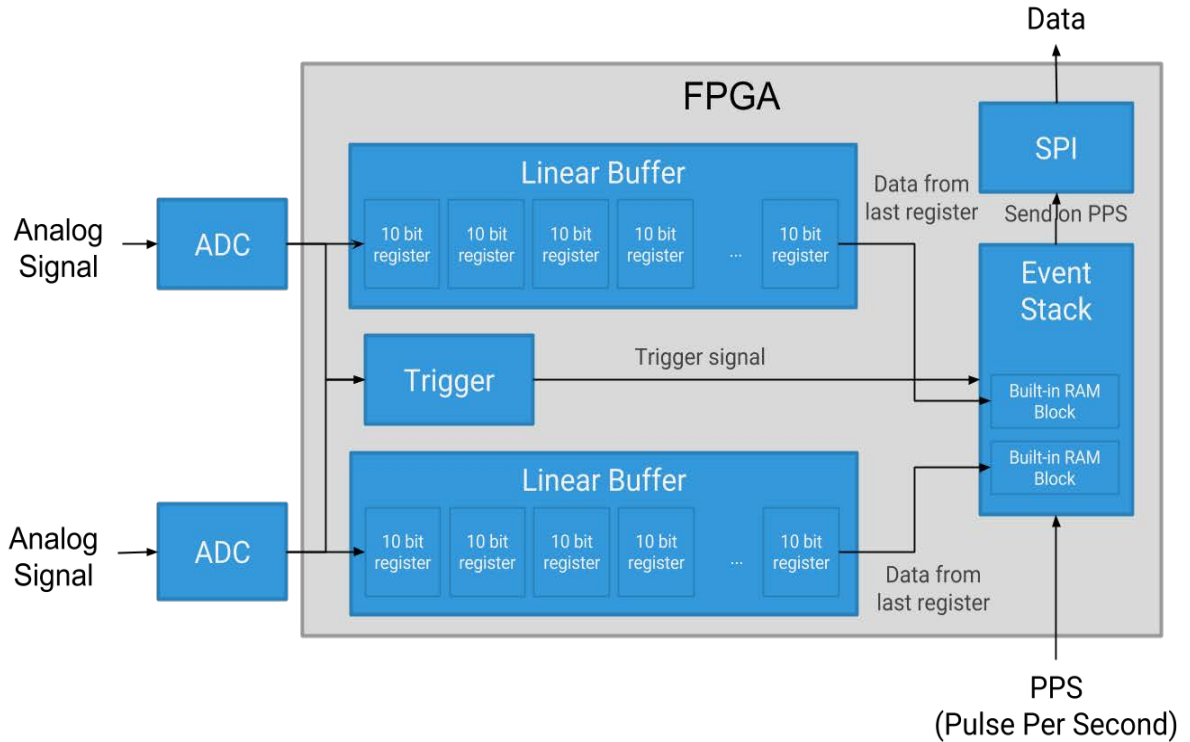 Data
FPGA
SPI
Linear Buffer
Data from
last register
Send on PPS
10 bit
register
10 bit
register
10 bit
register
10 bit
register
...
10 bit
register
Analog
Signal
ADC
Event
Stack
Trigger
Trigger signal
Built-in RAM
Block
Built-in RAM
Block
Linear Buffer
10 bit
register
10 bit
register
10 bit
register
10 bit
register
...
10 bit
register
Analog
Signal
ADC
Data from
last register
PPS
(Pulse Per Second)